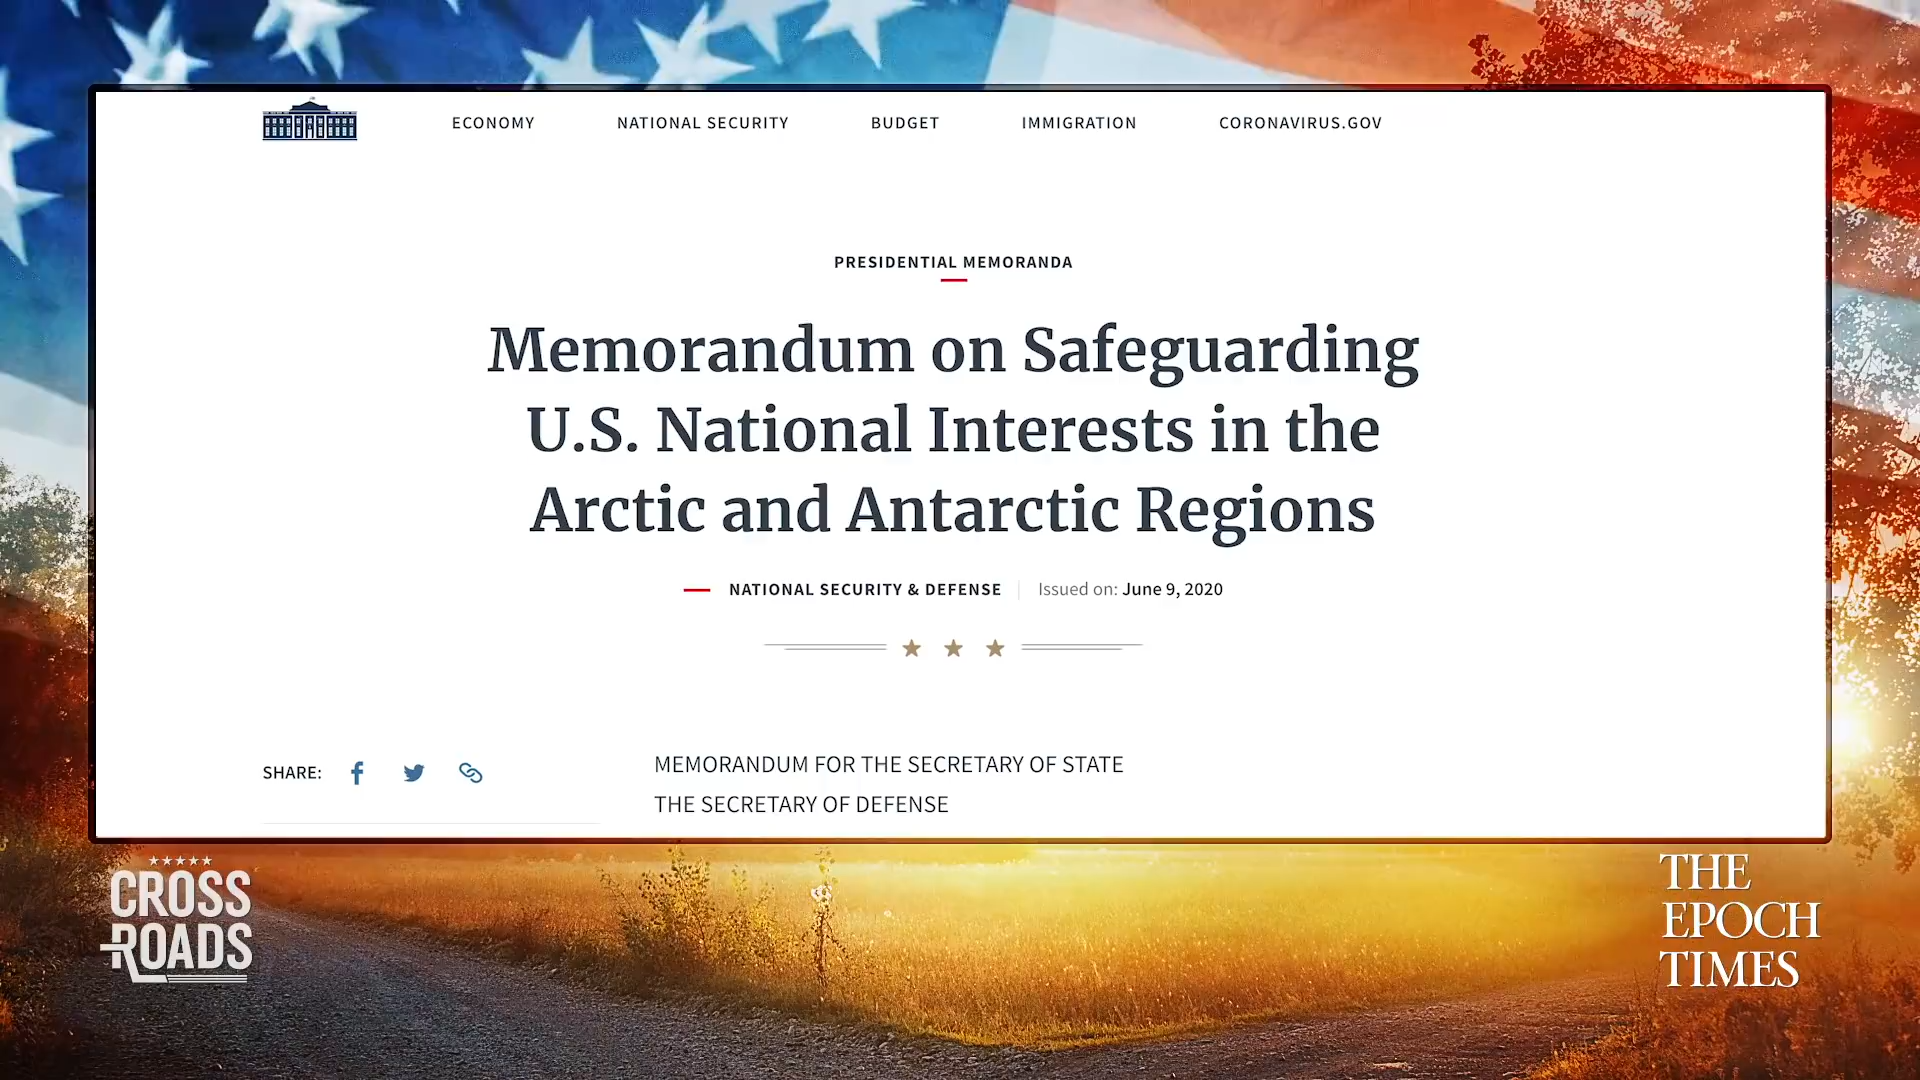 ECONOMY NATIONAL SECURITY BUDGET IMMIGRATION CORONAVIRUS.GOV
PRESIDENTIAL MEMORANDA
Memorandum on Safeguarding
U.S. National Interests in the
Arctic and Antarctic Regions
NATIONAL SECURITY & DEFENSE Issued on: June 9, 2020
SHARE:
MEMORANDUM FOR THE SECRETARY OF STATE
THE SECRETARY OF DEFENSE
CROSS
ROADS
THE
EPOCH
TIMES